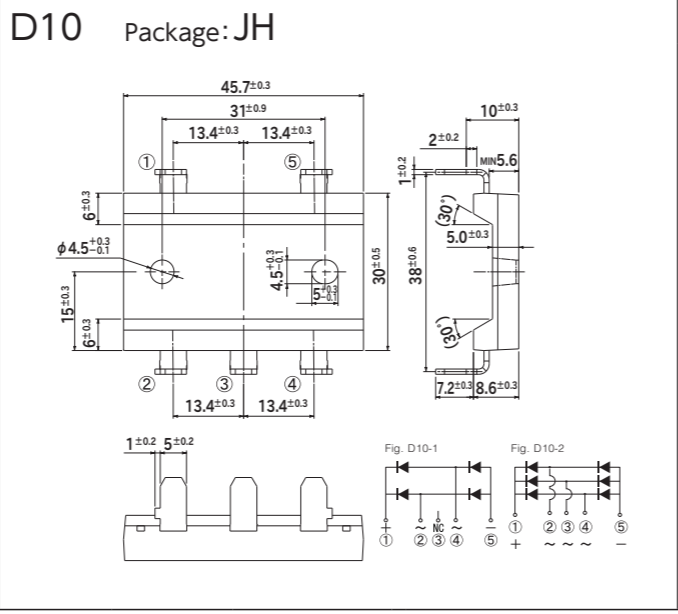 D10 Package: JH
45.7±0.3
31±0.9
13.4±0.3 13.4±0.3
① ⑤
6±0.3
φ4.5+0.3-0.1
4.5+0.3-0.1
5+0.3-0.1
30±0.5
15±0.3
6±0.3
② ③ ④
13.4±0.3 13.4±0.3
10±0.3
2±0.2
MIN5.6
1±0.2
(30°)
5.0±0.3
38±0.6
(30°)
7.2±0.3 8.6±0.3
1±0.2 5±0.2
Fig. D10-1
+ ~ NC ~ −
① ② ③ ④ ⑤
Fig. D10-2
① ② ③ ④ ⑤
+ ~ ~ ~ −